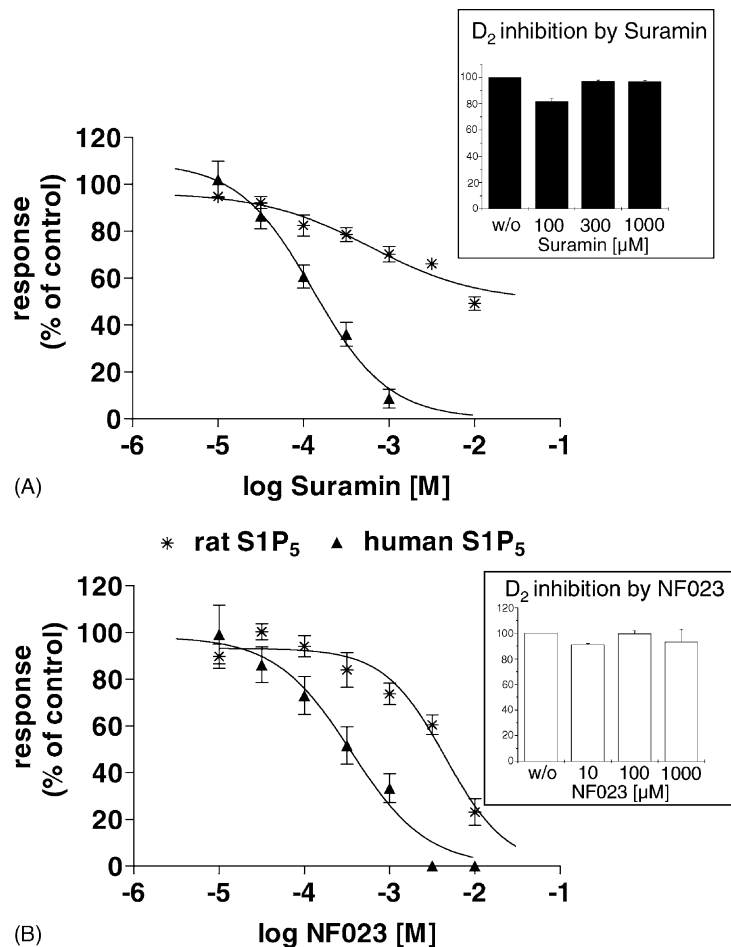 D₂ inhibition by Suramin
100
80
60
40
20
0
w/o 100 300 1000
Suramin [µM]
120
100
80
60
40
20
0
response
(% of control)
-6 -5 -4 -3 -2 -1
log Suramin [M]
(A)
rat S1P₅ human S1P₅
D₂ inhibition by NF023
120
100
80
60
40
20
0
w/o 10 100 1000
NF023 [µM]
120
100
80
60
40
20
0
response
(% of control)
-6 -5 -4 -3 -2 -1
log NF023 [M]
(B)